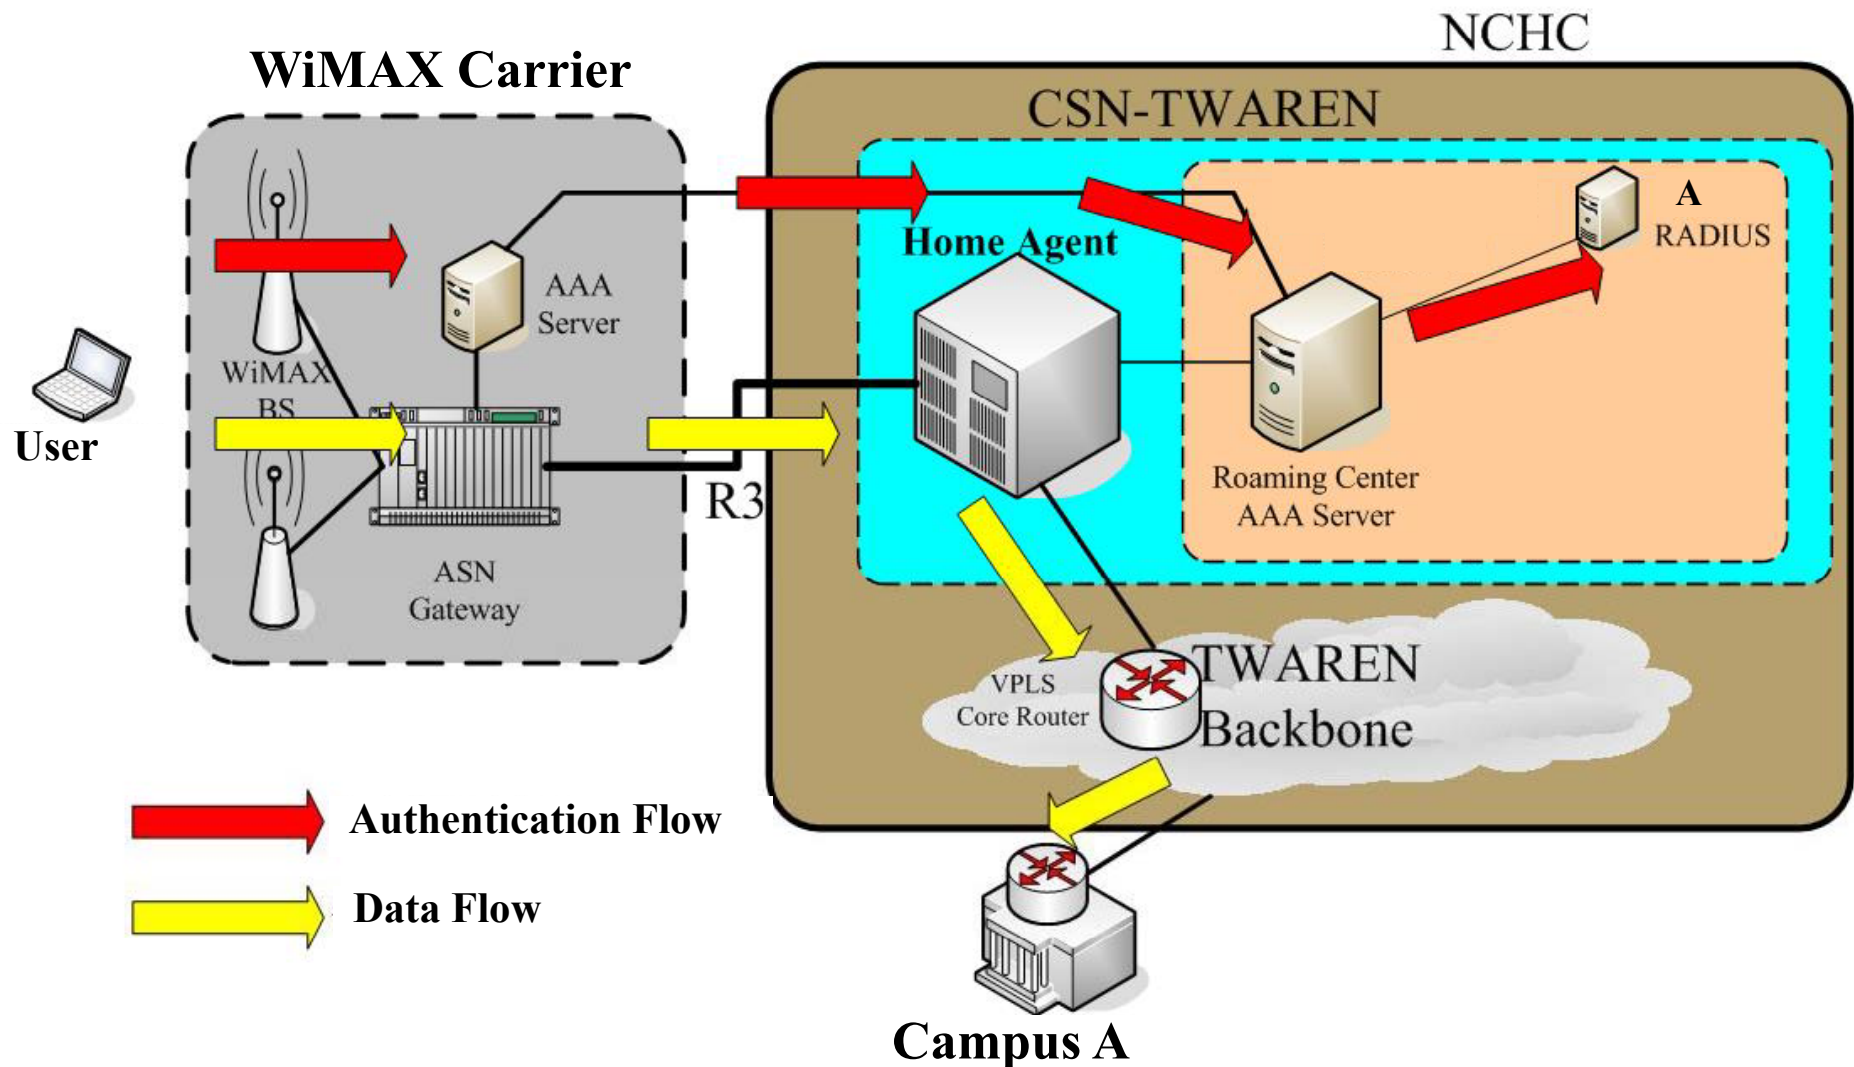 NCHC
WiMAX Carrier
CSN-TWAREN
A
RADIUS
Home Agent
AAA
Server
WiMAX
BS
User
R3
Roaming Center
AAA Server
ASN
Gateway
TWAREN
Backbone
VPLS
Core Router
Authentication Flow
Data Flow
Campus A